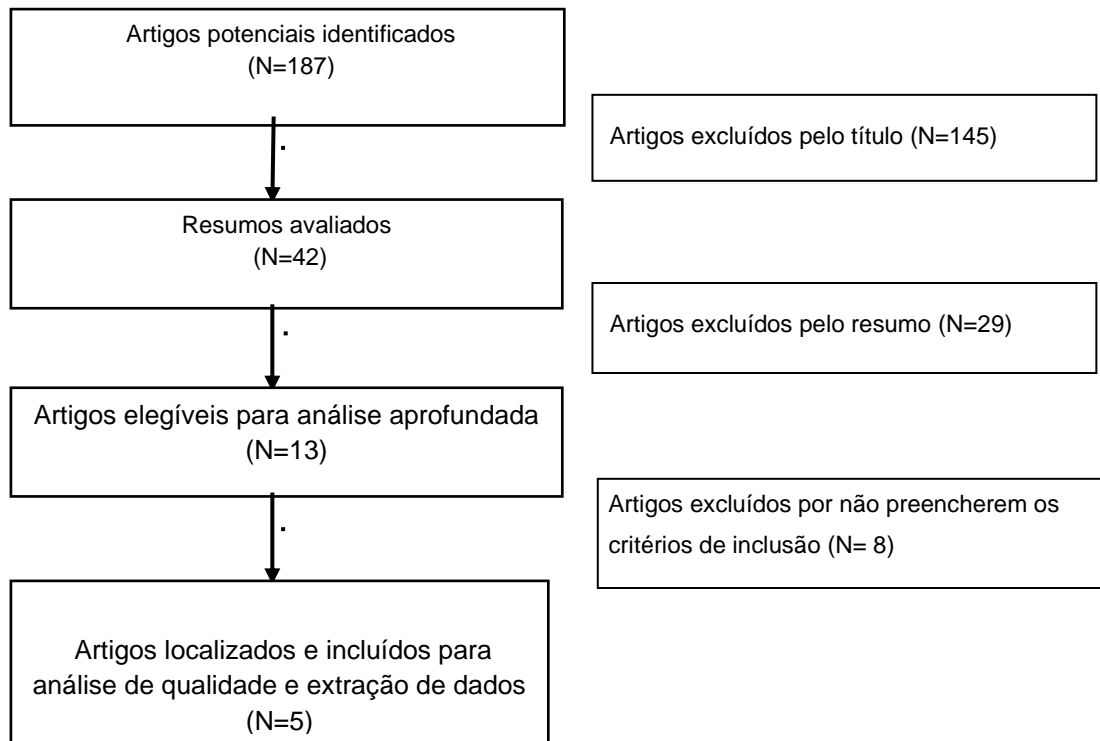 Artigos potenciais identificados
(N=187)
Artigos excluídos pelo título (N=145)
Resumos avaliados
(N=42)
Artigos excluídos pelo resumo (N=29)
Artigos elegíveis para análise aprofundada
(N=13)
Artigos excluídos por não preencherem os
critérios de inclusão (N= 8)
Artigos localizados e incluídos para
análise de qualidade e extração de dados
(N=5)